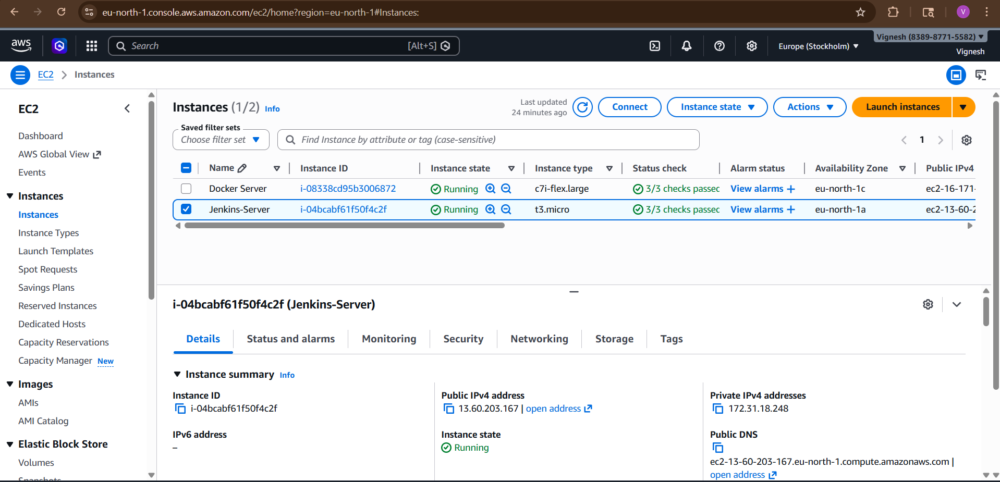 eu-north-1.console.aws.amazon.com/ec2/home?region=eu-north-1#Instances:
V
aws
Search
[Alt+S]
Europe (Stockholm)
Vignesh (8389-8771-5582)
Vignesh
EC2
Instances
EC2
Dashboard
AWS Global View
Events
Instances
Instances
Instance Types
Launch Templates
Spot Requests
Savings Plans
Reserved Instances
Dedicated Hosts
Capacity Reservations
Capacity Manager New
Images
AMIs
AMI Catalog
Elastic Block Store
Volumes
Snapshots
Instances (1/2) Info
Last updated
24 minutes ago
Connect
Instance state
Actions
Launch instances
Saved filter sets
Choose filter set
Find Instance by attribute or tag (case-sensitive)
1
Name Instance ID Instance state Instance type Status check Alarm status Availability Zone Public IPv4
Docker Server i-08338cd95b3006872 Running c7i-flex.large 3/3 checks passec View alarms + eu-north-1c ec2-16-171-
Jenkins-Server i-04bcabf61f50f4c2f Running t3.micro 3/3 checks passec View alarms + eu-north-1a ec2-13-60-2
i-04bcabf61f50f4c2f (Jenkins-Server)
Details Status and alarms Monitoring Security Networking Storage Tags
Instance summary Info
Instance ID
i-04bcabf61f50f4c2f
Public IPv4 address
13.60.203.167 | open address
Private IPv4 addresses
172.31.18.248
IPv6 address
–
Instance state
Running
Public DNS
ec2-13-60-203-167.eu-north-1.compute.amazonaws.com |
open address